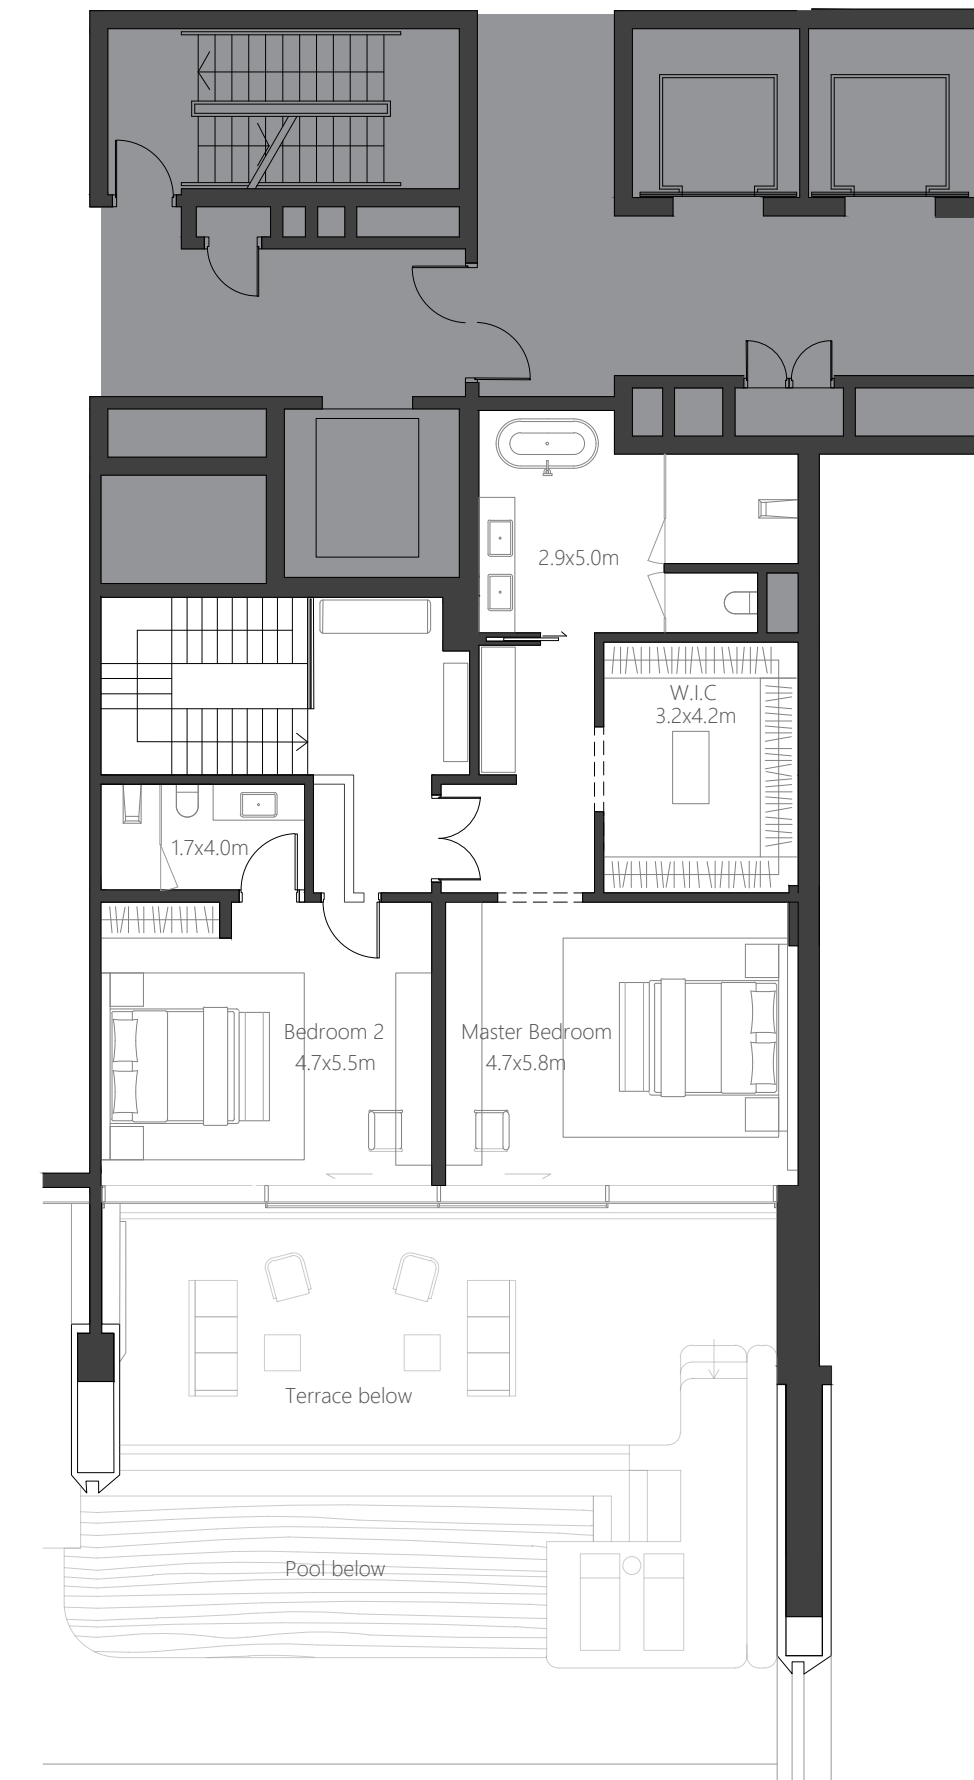 2.9x5.0m
W.I.C
3.2x4.2m
1.7x4.0m
Bedroom 2
4.7x5.5m
Master Bedroom
4.7x5.8m
Terrace below
Pool below